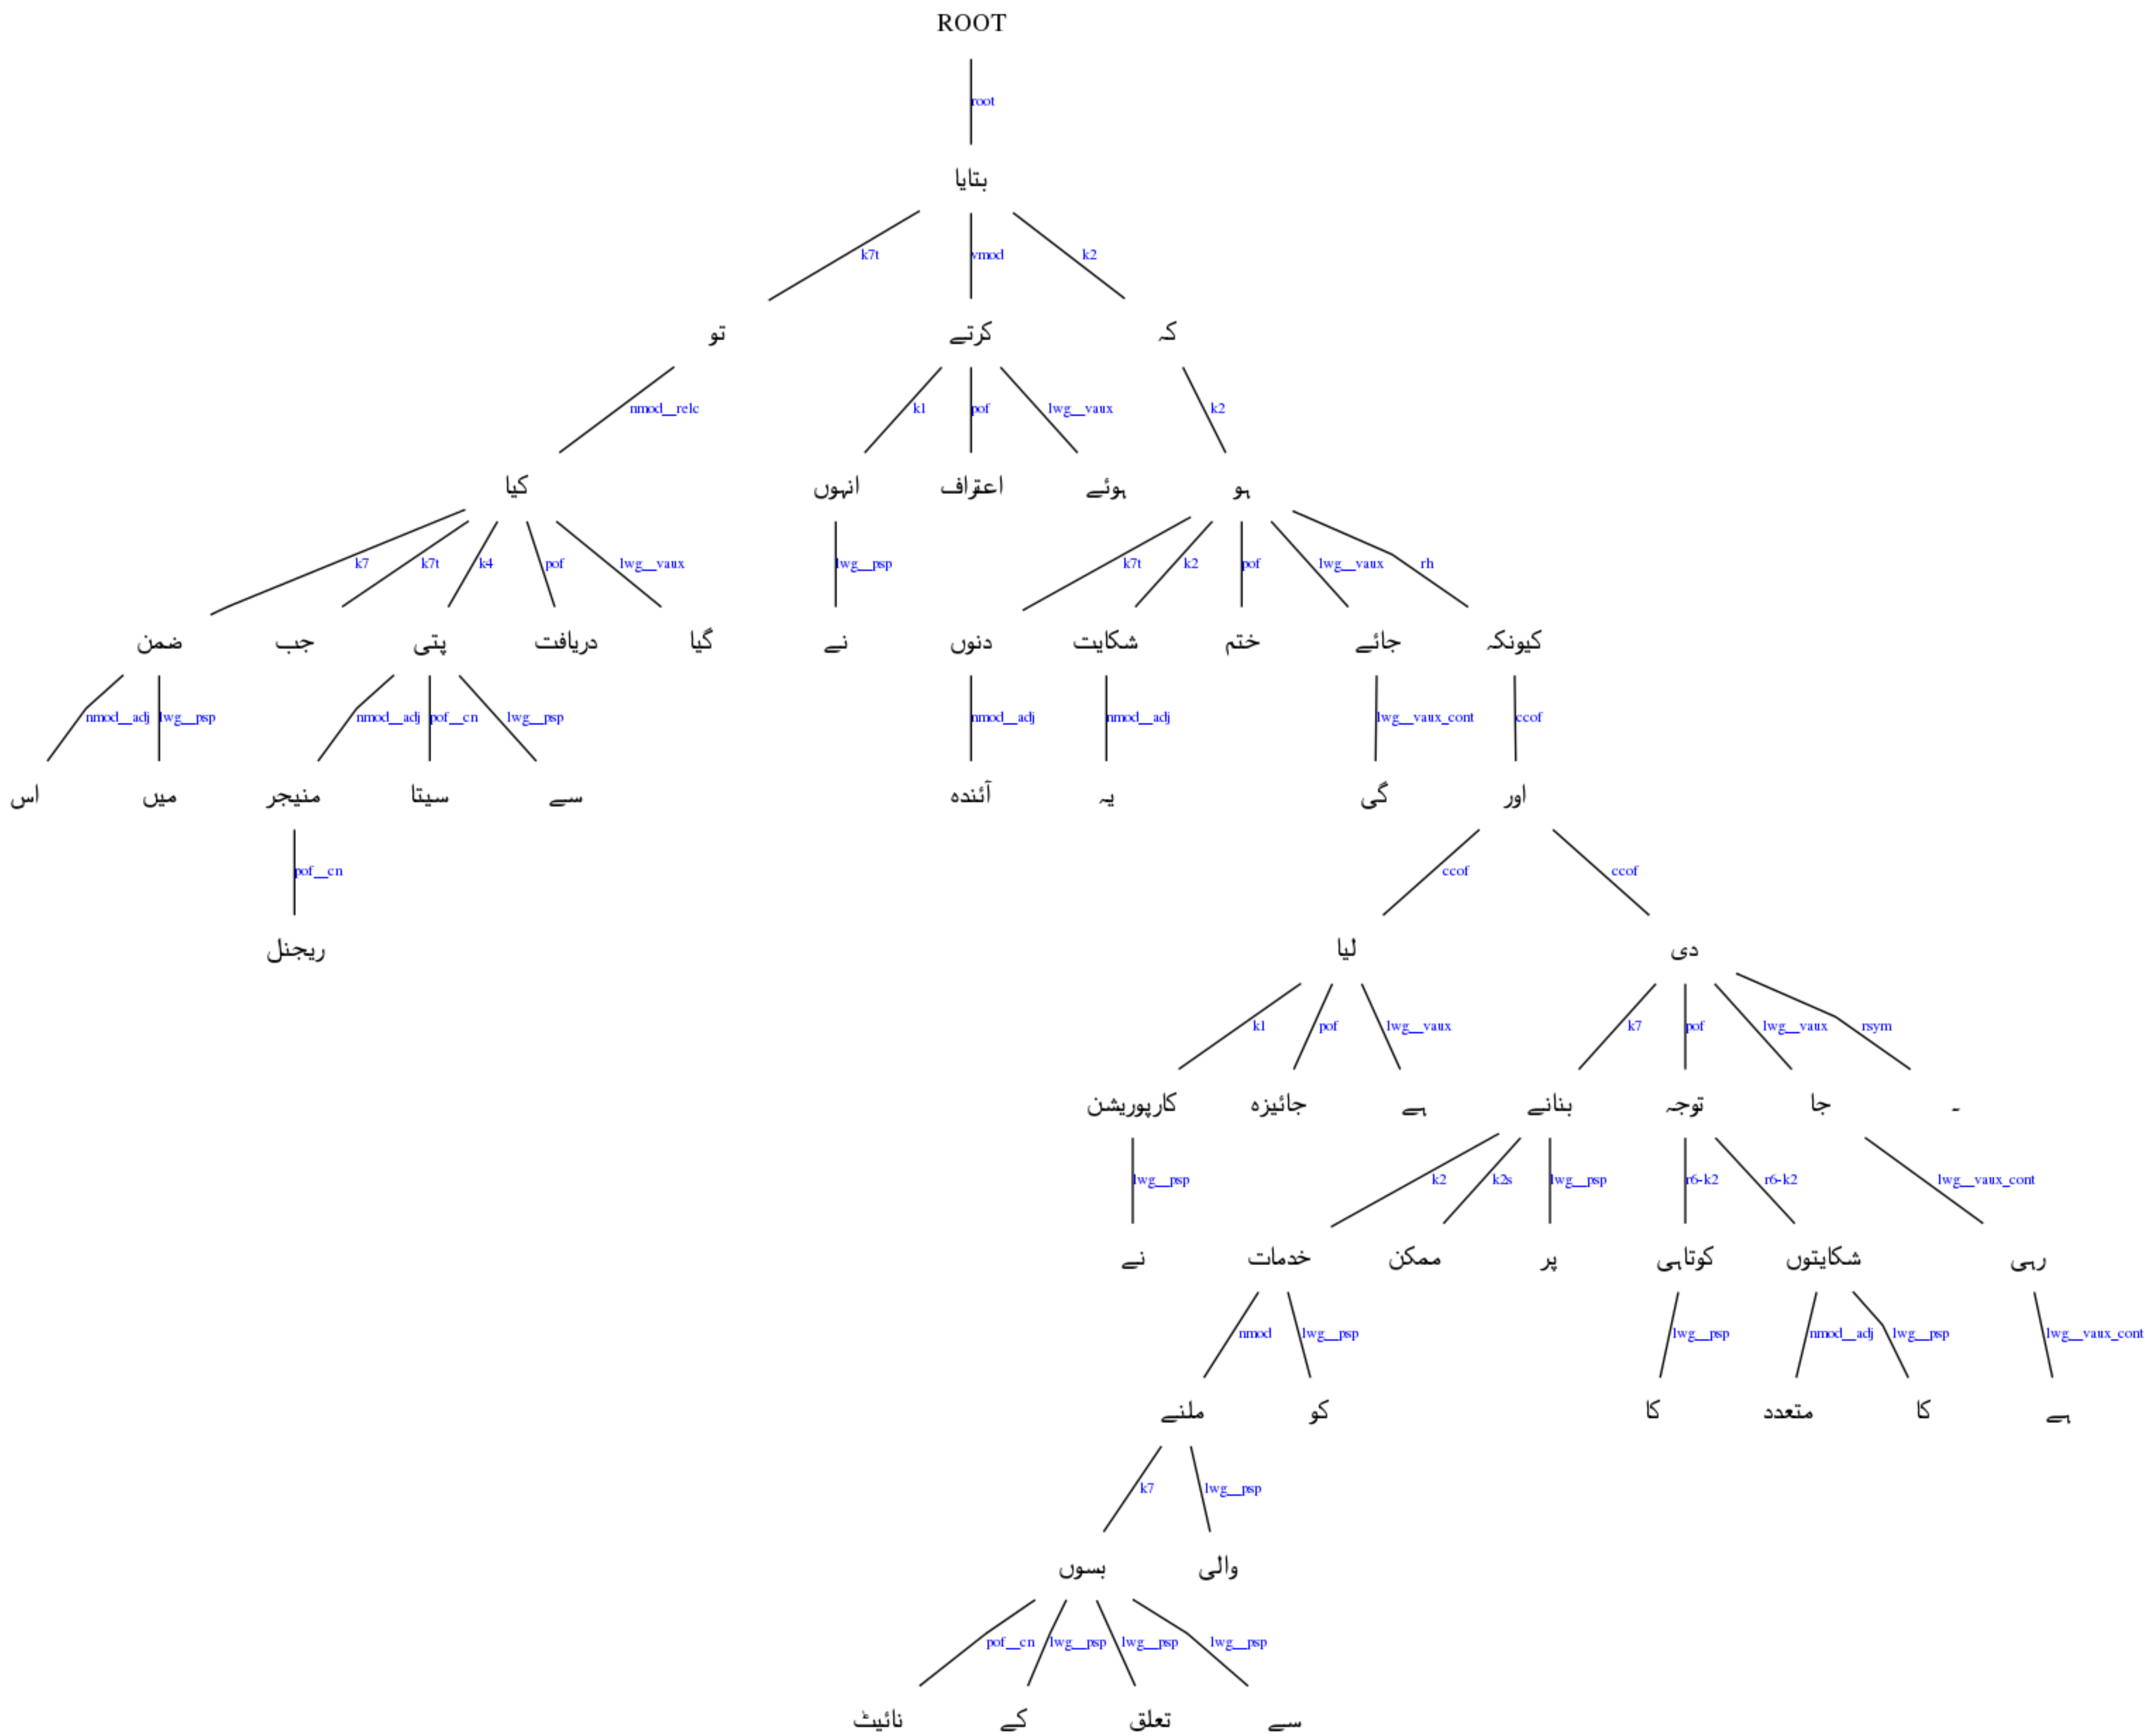 ROOT
root
بتایا
k7t vmod k2
تو کرتے کہ
nmod__relc k1 pof lwg__vaux k2
کیا انہوں اعتراف ہوئے ہو
k7 k7t k4 pof lwg__vaux lwg__psp k7t k2 pof lwg__vaux rh
ضمن جب پتی دریافت گیا نے دنوں شکایت ختم جائے کیونکہ
nmod__adj lwg__psp nmod__adj pof__cn lwg__psp nmod__adj nmod__adj lwg__vaux_cont ccof
اس میں منیجر سیتا سے آئندہ یہ گی اور
pof__cn ccof ccof
ریجنل لیا دی
k1 pof lwg__vaux k7 pof lwg__vaux rsym
کارپوریشن جائیزہ ہے بنانے توجہ جا ۔
lwg__psp k2 k2s lwg__psp r6-k2 r6-k2 lwg__vaux_cont
نے خدمات ممکن پر کوتاہی شکایتوں رہی
nmod lwg__psp lwg__psp nmod__adj lwg__psp lwg__vaux_cont
ملنے کو کا متعدد کا ہے
k7 lwg__psp
بسوں والی
pof__cn lwg__psp lwg__psp lwg__psp
نائیٹ کے تعلق سے